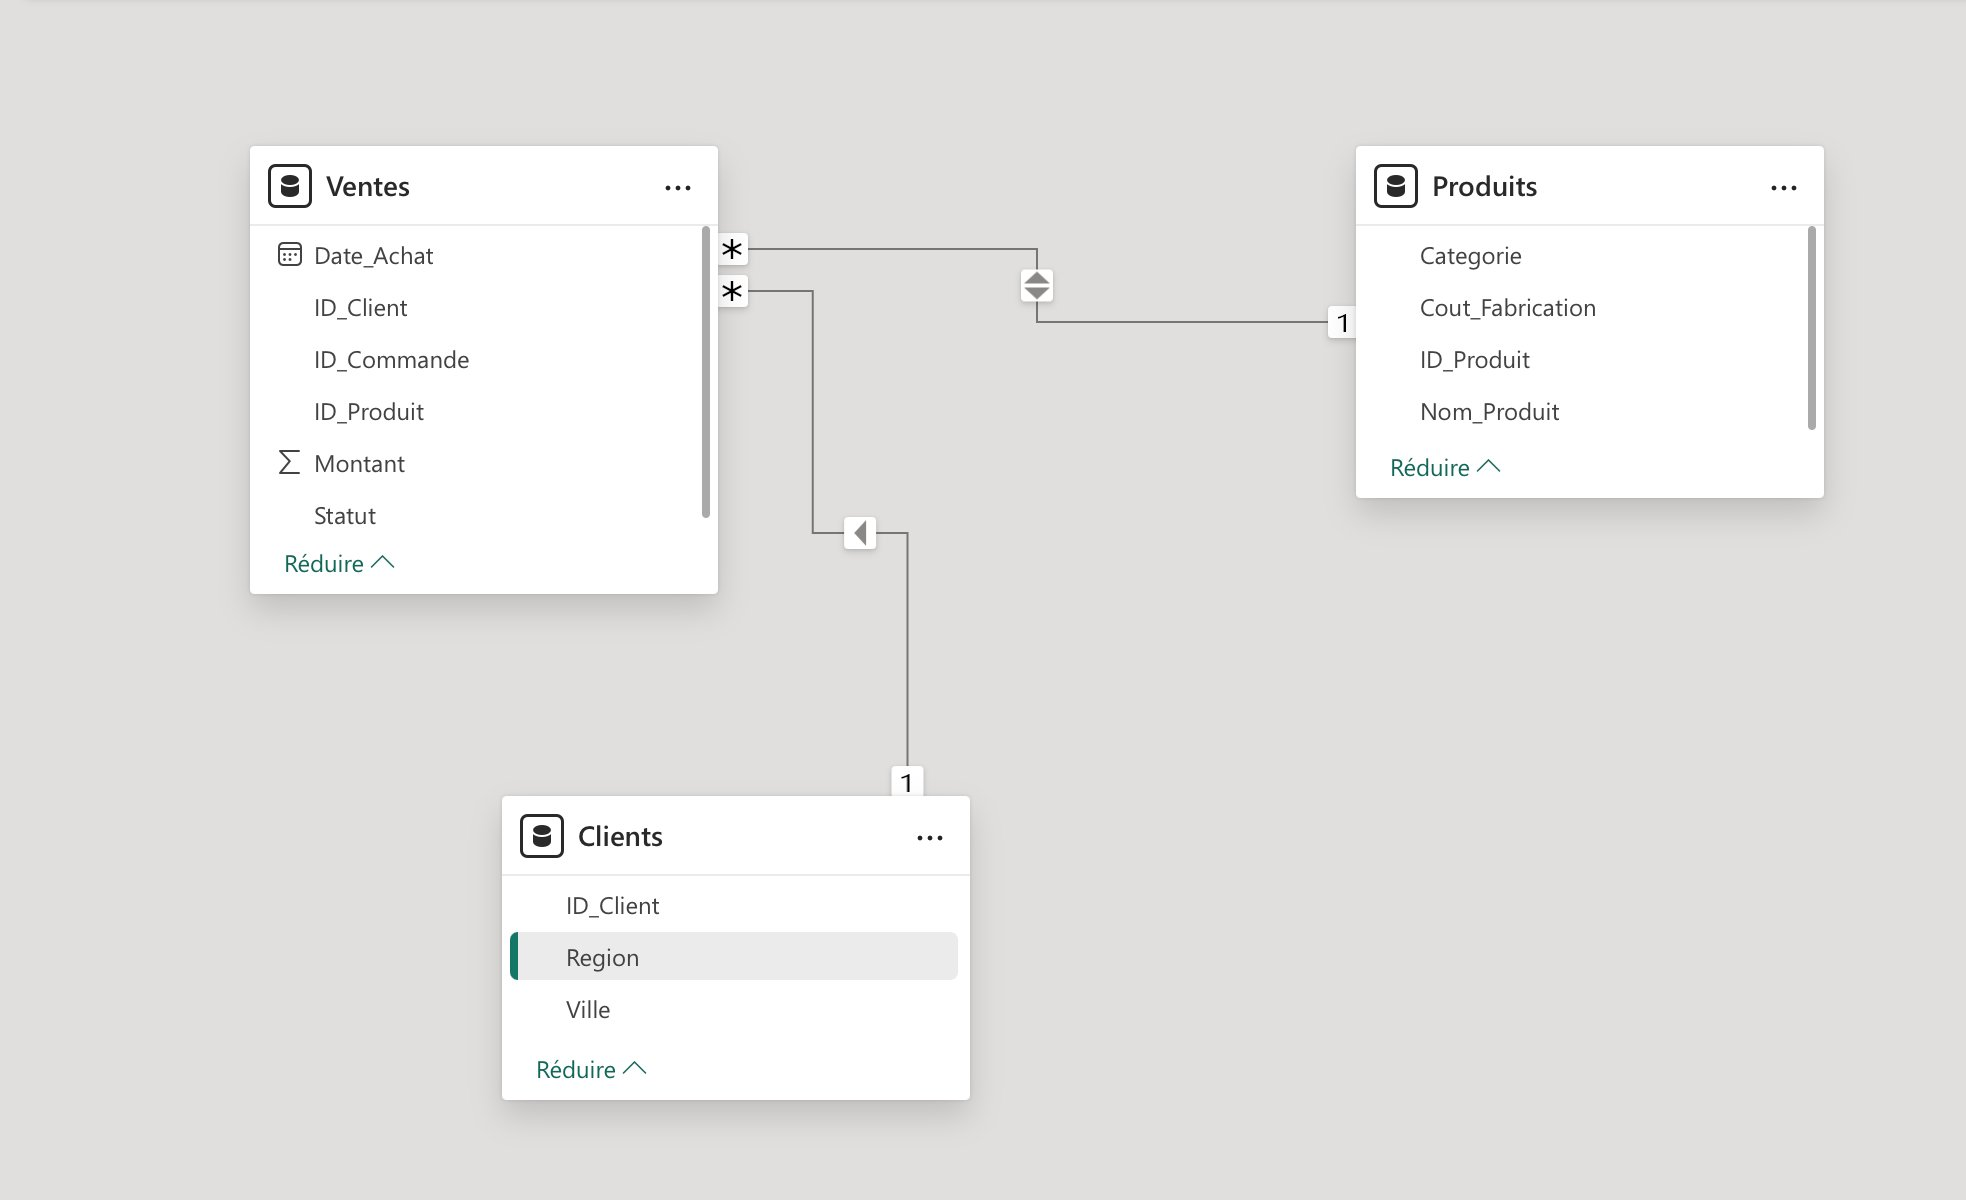 Ventes
Date_Achat
ID_Client
ID_Commande
ID_Produit
Montant
Statut
Réduire
*
*
1
Produits
Categorie
Cout_Fabrication
ID_Produit
Nom_Produit
Réduire
1
Clients
ID_Client
Region
Ville
Réduire